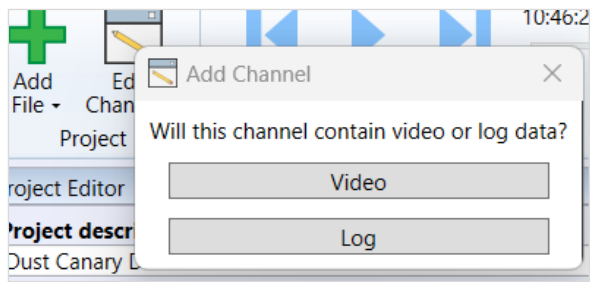 10:46:2
Add
File
Ed
Chan
Project
Add Channel
Will this channel contain video or log data?
Video
Log
roject Editor
Project descri
Dust Canary D